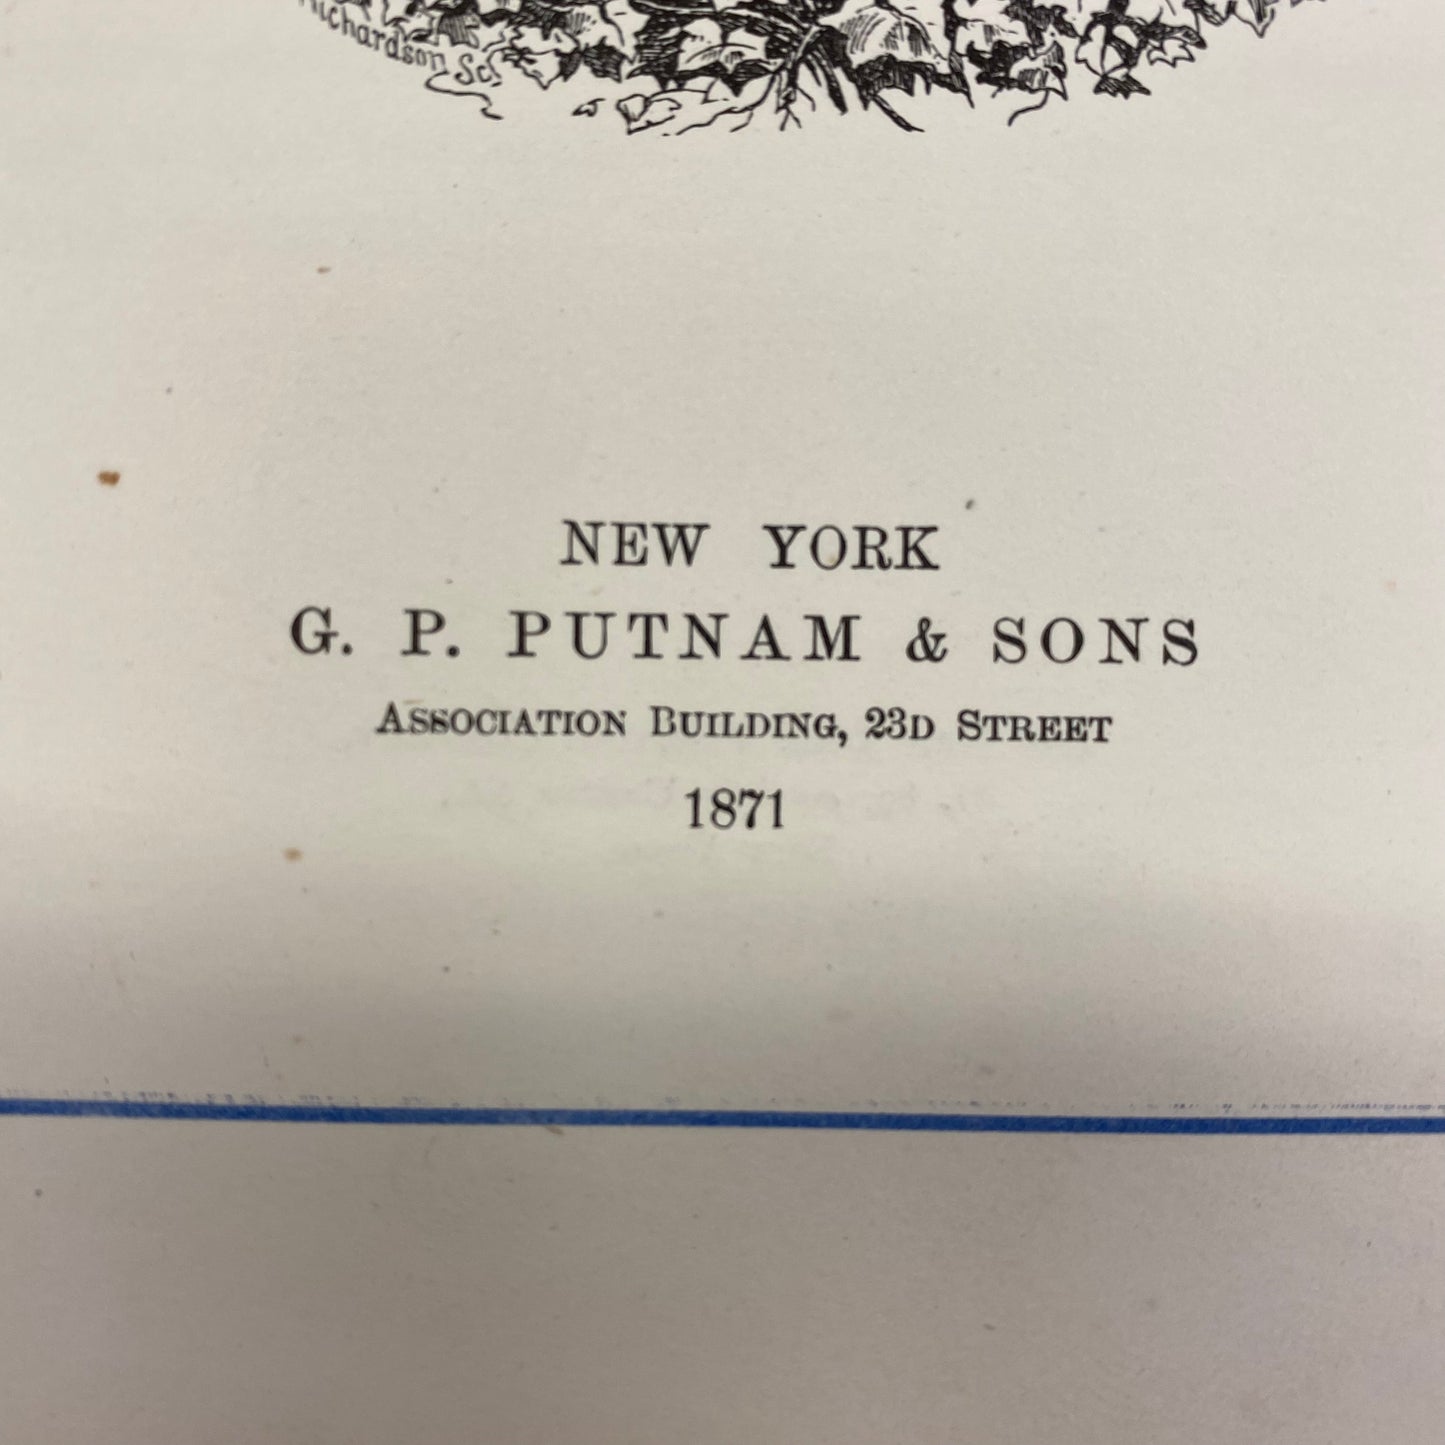 Richardson Sc.
NEW YORK
G. P. PUTNAM & SONS
ASSOCIATION BUILDING, 23D STREET
1871